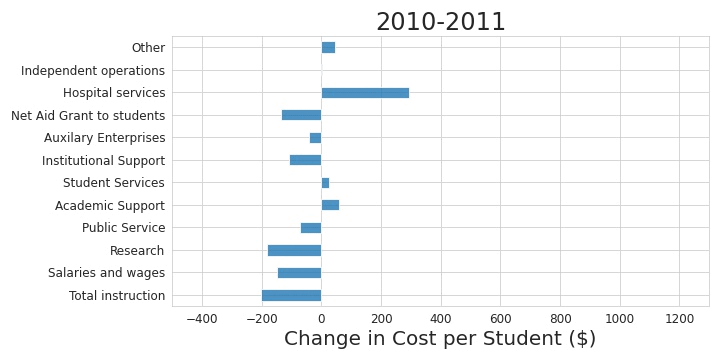 2010-2011
Other
Independent operations
Hospital services
Net Aid Grant to students
Auxilary Enterprises
Institutional Support
Student Services
Academic Support
Public Service
Research
Salaries and wages
Total instruction
−400 −200 0 200 400 600 800 1000 1200
Change in Cost per Student ($)